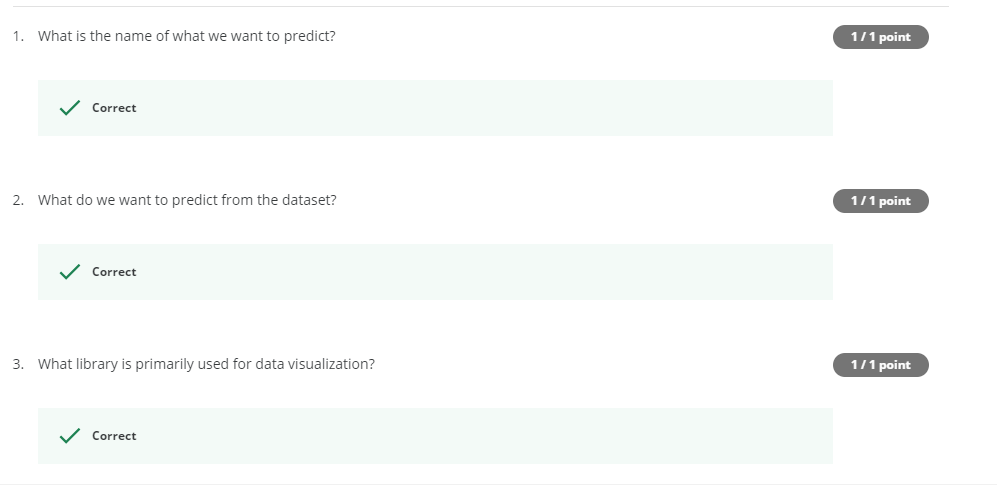 1. What is the name of what we want to predict? 1 / 1 point
Correct
2. What do we want to predict from the dataset? 1 / 1 point
Correct
3. What library is primarily used for data visualization? 1 / 1 point
Correct